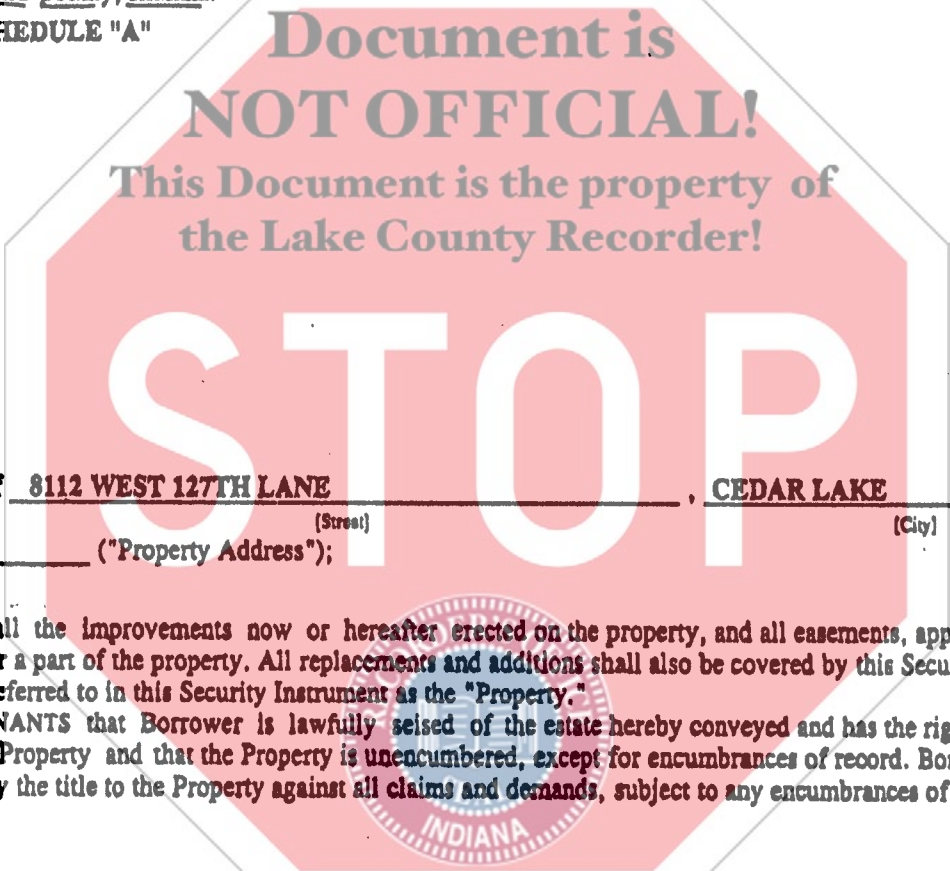 HEDULE "A"
Document is
NOT OFFICIAL!
This Document is the property of
the Lake County Recorder!
STOP
8112 WEST 127TH LANE , CEDAR LAKE
[Street] [City]
("Property Address");
all the improvements now or hereafter erected on the property, and all easements, app
r a part of the property. All replacements and additions shall also be covered by this Secu
eferred to in this Security Instrument as the "Property."
NANTS that Borrower is lawfully seised of the estate hereby conveyed and has the rig
Property and that the Property is unencumbered, except for encumbrances of record. Bor
y the title to the Property against all claims and demands, subject to any encumbrances of
INDIANA